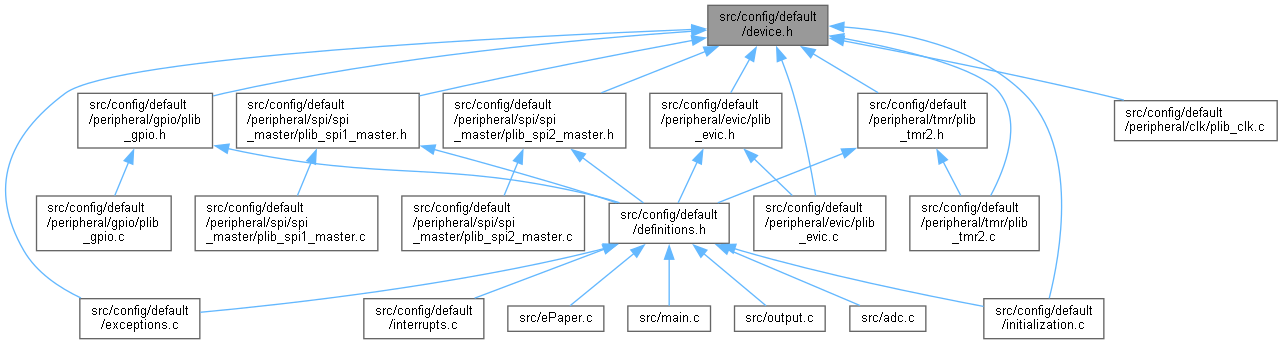 src/config/default
/device.h
src/config/default
/peripheral/gpio/plib
_gpio.h
src/config/default
/peripheral/spi/spi
_master/plib_spi1_master.h
src/config/default
/peripheral/spi/spi
_master/plib_spi2_master.h
src/config/default
/peripheral/evic/plib
_evic.h
src/config/default
/peripheral/tmr/plib
_tmr2.h
src/config/default
/peripheral/clk/plib_clk.c
src/config/default
/peripheral/gpio/plib
_gpio.c
src/config/default
/peripheral/spi/spi
_master/plib_spi1_master.c
src/config/default
/peripheral/spi/spi
_master/plib_spi2_master.c
src/config/default
/definitions.h
src/config/default
/peripheral/evic/plib
_evic.c
src/config/default
/peripheral/tmr/plib
_tmr2.c
src/config/default
/exceptions.c
src/config/default
/interrupts.c
src/ePaper.c
src/main.c
src/output.c
src/adc.c
src/config/default
/initialization.c